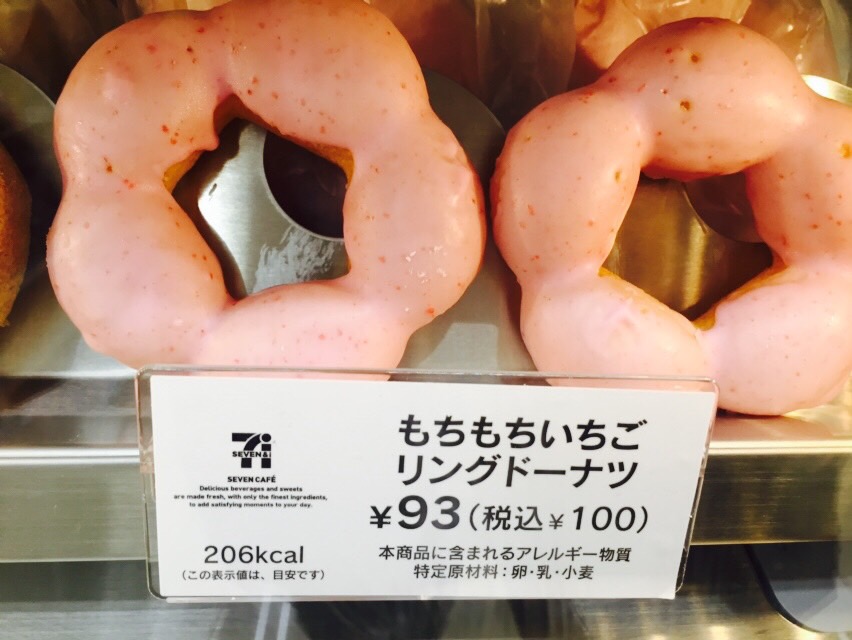 SEVEN&i
SEVEN CAFÉ
Delicious beverages and sweets
are made fresh, with only the finest ingredients,
to add satisfying moments to your day.
206kcal
(この表示値は、目安です)
もちもちいちご
リングドーナツ
¥93(税込¥100)
本商品に含まれるアレルギー物質
特定原材料:卵・乳・小麦